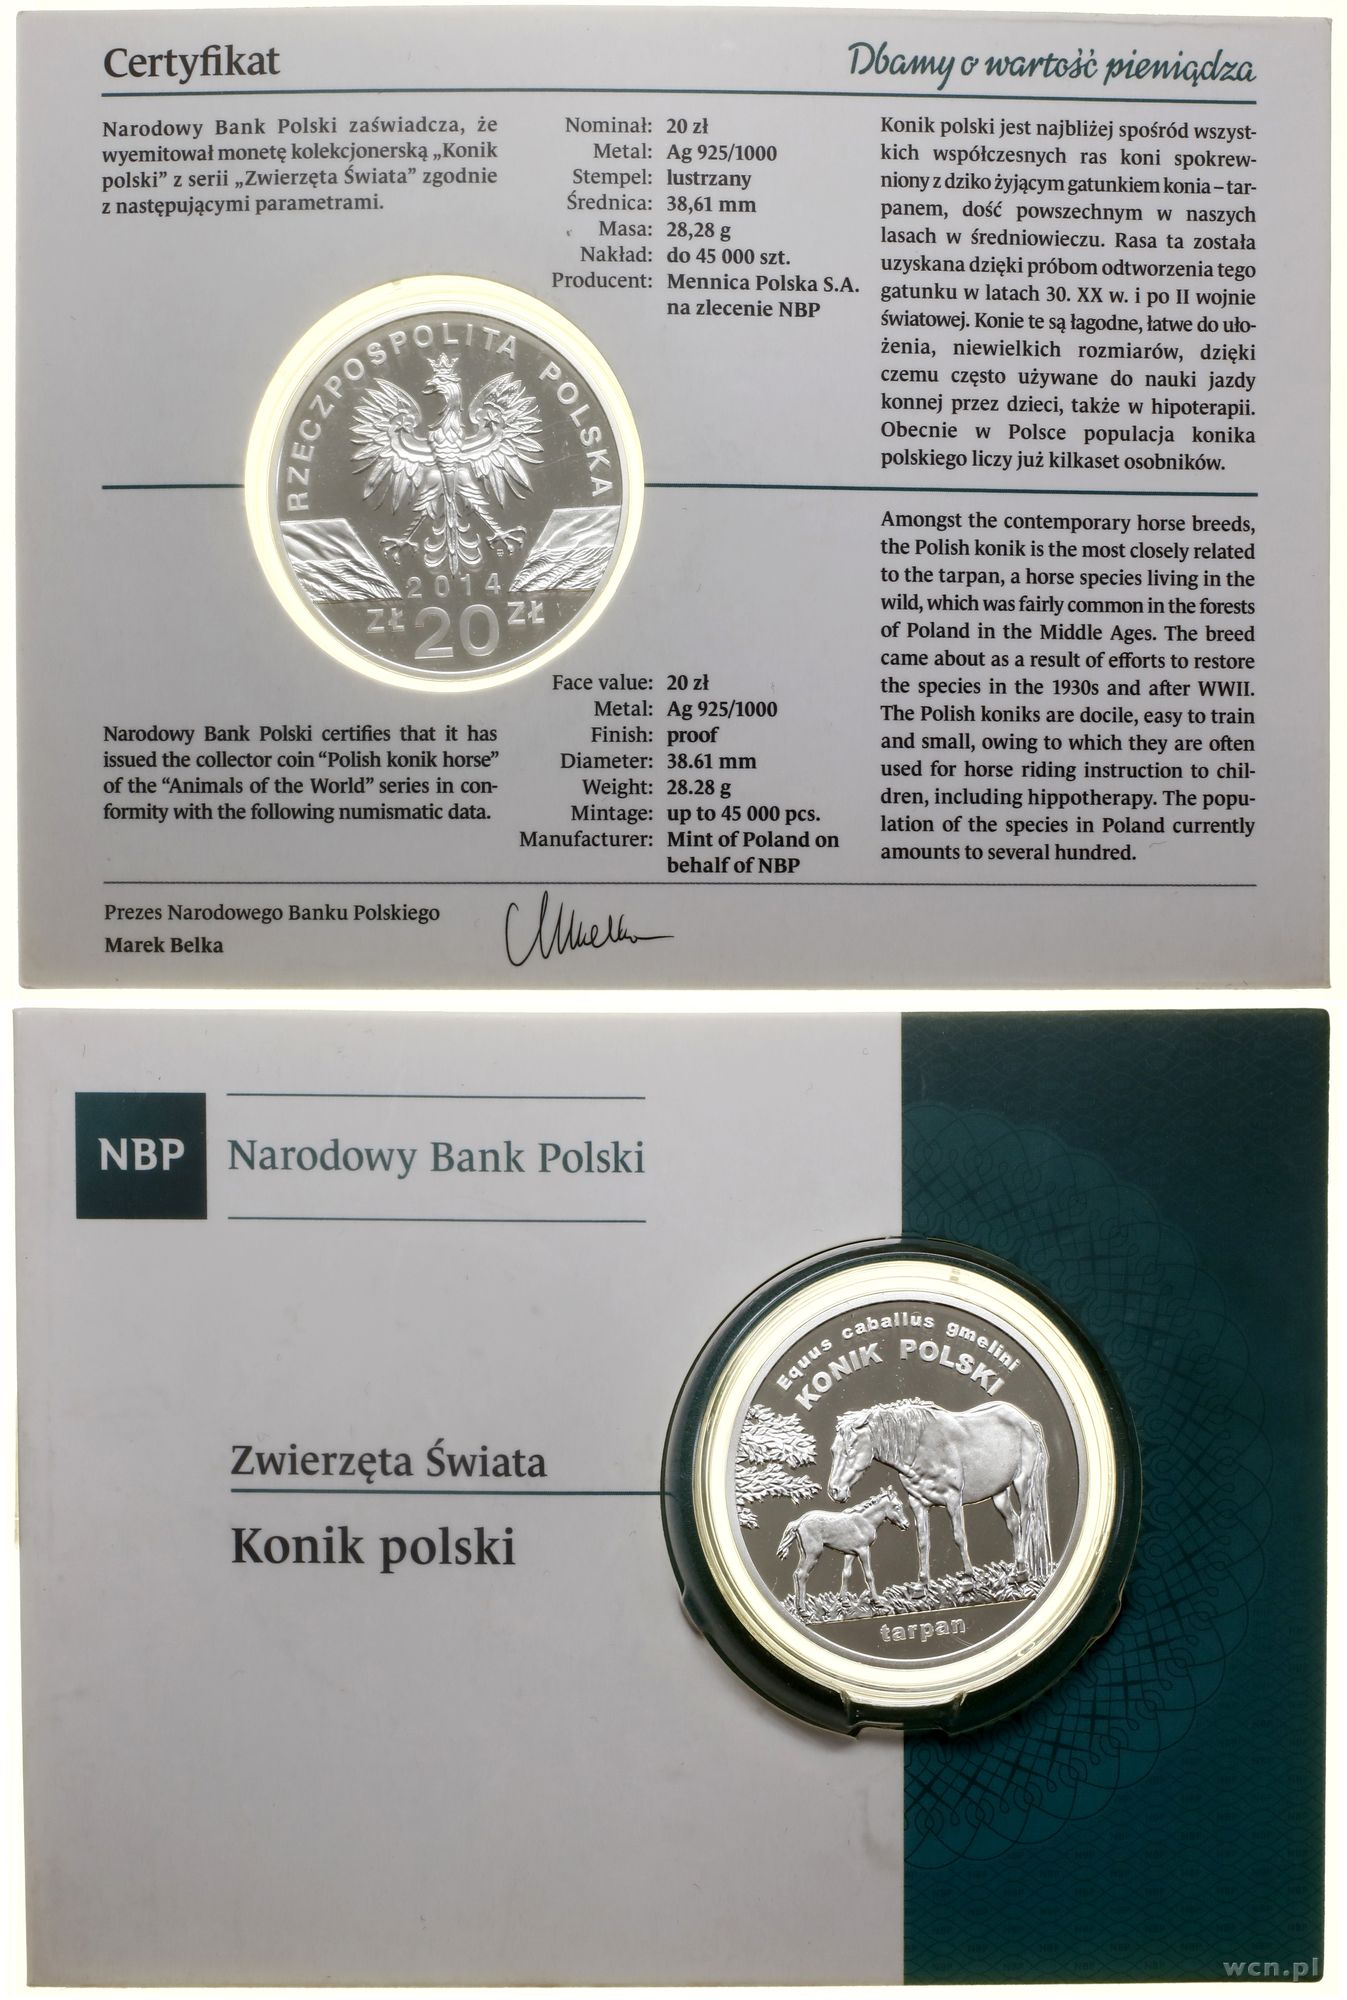 Certyfikat
Dbamy o wartość pieniądza
Narodowy Bank Polski zaświadcza, że
wyemitował monetę kolekcjonerską „Konik
polski” z serii „Zwierzęta Świata” zgodnie
z następującymi parametrami.
Nominał: 20 zł
Metal: Ag 925/1000
Stempel: lustrzany
Średnica: 38,61 mm
Masa: 28,28 g
Nakład: do 45 000 szt.
Producent: Mennica Polska S.A.
na zlecenie NBP
Konik polski jest najbliżej spośród wszyst-
kich współczesnych ras koni spokrew-
niony z dziko żyjącym gatunkiem konia – tar-
panem, dość powszechnym w naszych
lasach w średniowieczu. Rasa ta została
uzyskana dzięki próbom odtworzenia tego
gatunku w latach 30. XX w. i po II wojnie
światowej. Konie te są łagodne, łatwe do uło-
żenia, niewielkich rozmiarów, dzięki
czemu często używane do nauki jazdy
konnej przez dzieci, także w hipoterapii.
Obecnie w Polsce populacja konika
polskiego liczy już kilkaset osobników.
RZECZPOSPOLITA POLSKA
2014
ZŁ 20 ZŁ
Narodowy Bank Polski certifies that it has
issued the collector coin “Polish konik horse”
of the “Animals of the World” series in con-
formity with the following numismatic data.
Face value: 20 zł
Metal: Ag 925/1000
Finish: proof
Diameter: 38.61 mm
Weight: 28.28 g
Mintage: up to 45 000 pcs.
Manufacturer: Mint of Poland on
behalf of NBP
Amongst the contemporary horse breeds,
the Polish konik is the most closely related
to the tarpan, a horse species living in the
wild, which was fairly common in the forests
of Poland in the Middle Ages. The breed
came about as a result of efforts to restore
the species in the 1930s and after WWII.
The Polish koniks are docile, easy to train
and small, owing to which they are often
used for horse riding instruction to chil-
dren, including hippotherapy. The popu-
lation of the species in Poland currently
amounts to several hundred.
Prezes Narodowego Banku Polskiego
Marek Belka
NBP
Narodowy Bank Polski
Zwierzęta Świata
Konik polski
Equus caballus gmelini
KONIK POLSKI
tarpan
wcn.pl